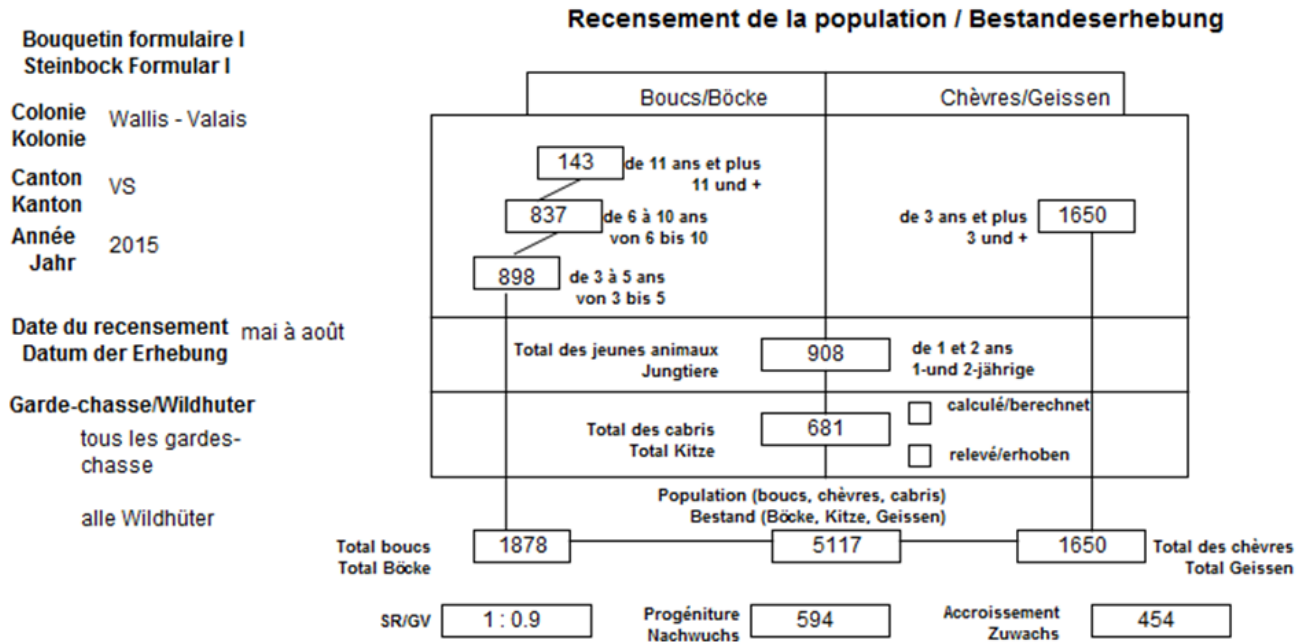 Recensement de la population / Bestandeserhebung
Bouquetin formulaire I
Steinbock Formular I
Colonie
Kolonie
Wallis - Valais
Canton
Kanton
VS
Année
Jahr
2015
Date du recensement
Datum der Erhebung
mai à août
Garde-chasse/Wildhuter
tous les gardes-
chasse
alle Wildhüter
Boucs/Böcke
Chèvres/Geissen
143
de 11 ans et plus
11 und +
837
de 6 à 10 ans
von 6 bis 10
de 3 ans et plus
3 und +
1650
898
de 3 à 5 ans
von 3 bis 5
Total des jeunes animaux
Jungtiere
908
de 1 et 2 ans
1-und 2-jährige
Total des cabris
Total Kitze
681
calculé/berechnet
relevé/erhoben
Population (boucs, chèvres, cabris)
Bestand (Böcke, Kitze, Geissen)
Total boucs
Total Böcke
1878
5117
1650
Total des chèvres
Total Geissen
SR/GV
1 : 0.9
Progéniture
Nachwuchs
594
Accroissement
Zuwachs
454